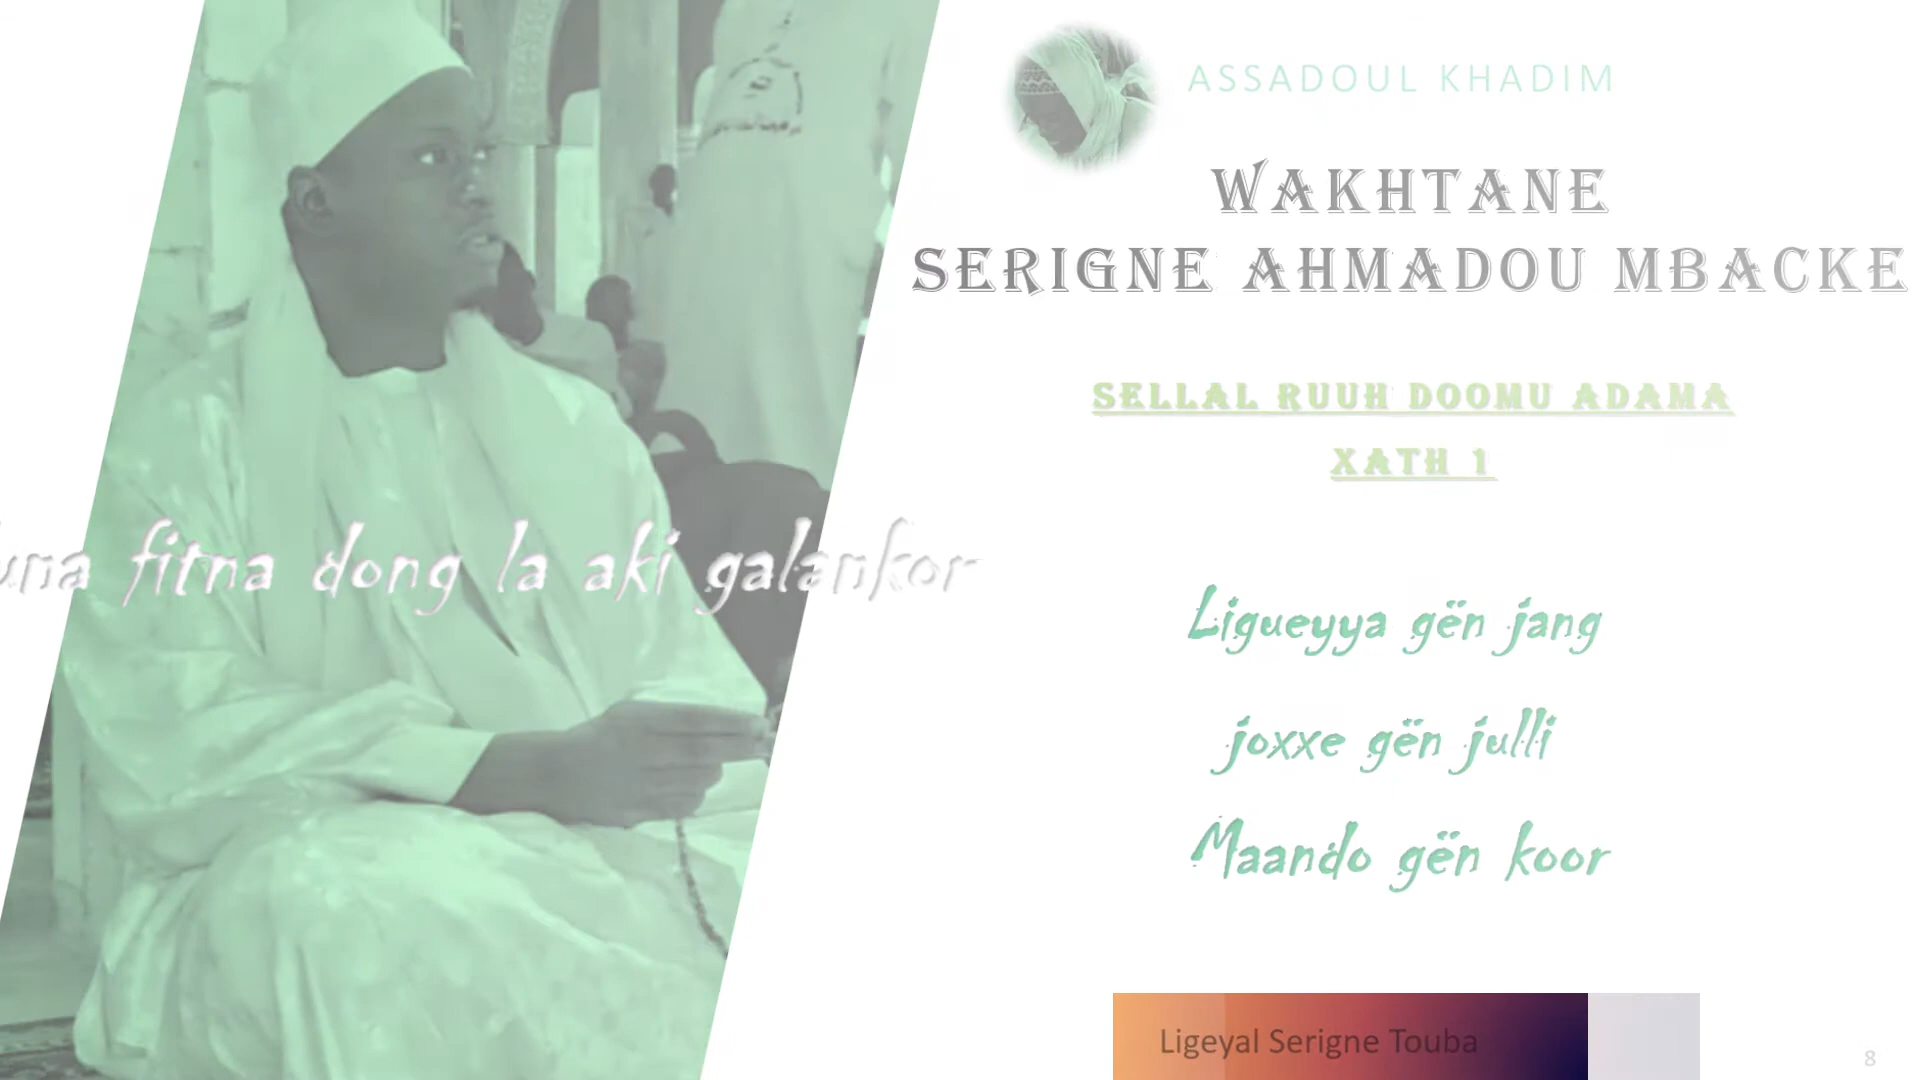 ASSADOUL KHADIM
WAKHTANE
SERIGNE AHMADOU MBACKE
SELLAL RUUH DOOMU ADAMA
XATH 1
fitna dong la aki galankor
Ligueyya gën jang
joxxe gën julli
Maando gën koor
Ligeyal Serigne Touba
8